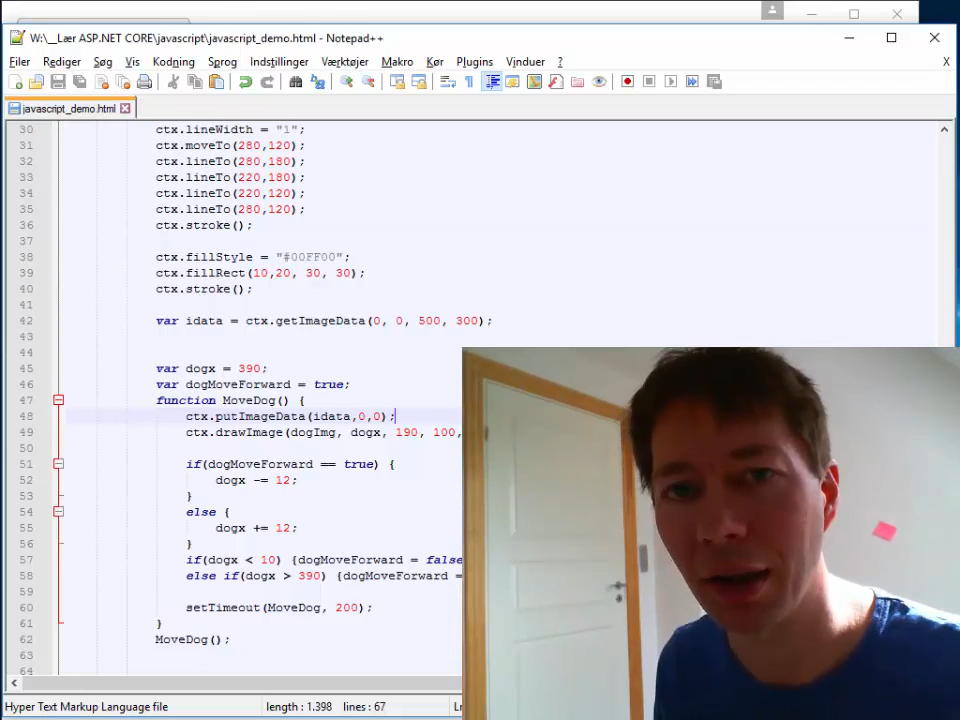 W:\__Lær ASP.NET CORE\javascript\javascript_demo.html - Notepad++
Filer Rediger Søg Vis Kodning Sprog Indstillinger Værktøjer Makro Kør Plugins Vinduer ? X
javascript_demo.html
30 ctx.lineWidth = "1";
31 ctx.moveTo(280,120);
32 ctx.lineTo(280,180);
33 ctx.lineTo(220,180);
34 ctx.lineTo(220,120);
35 ctx.lineTo(280,120);
36 ctx.stroke();
37
38 ctx.fillStyle = "#00FF00";
39 ctx.fillRect(10,20, 30, 30);
40 ctx.stroke();
41
42 var idata = ctx.getImageData(0, 0, 500, 300);
43
44
45 var dogx = 390;
46 var dogMoveForward = true;
47 function MoveDog() {
48 ctx.putImageData(idata,0,0);
49 ctx.drawImage(dogImg, dogx, 190, 100,
50
51 if(dogMoveForward == true) {
52 dogx -= 12;
53 }
54 else {
55 dogx += 12;
56 }
57 if(dogx < 10) {dogMoveForward = false
58 else if(dogx > 390) {dogMoveForward =
59
60 setTimeout(MoveDog, 200);
61 }
62 MoveDog();
63
64
Hyper Text Markup Language file length : 1.398 lines : 67